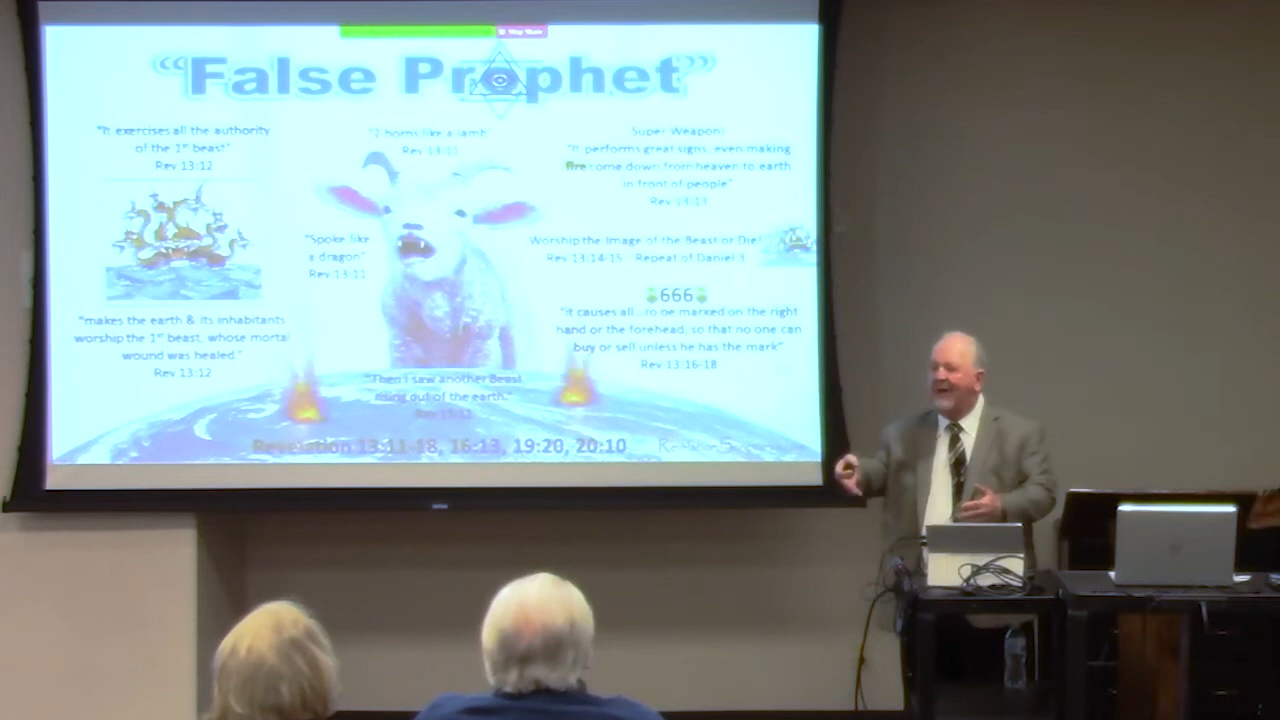 "False Prophet"
"It exercises all the authority
of the 1st beast"
Rev 13:12
"2 horns like a lamb"
Rev 13:11
Super Weapon!
"It performs great signs, even making
fire come down from heaven to earth
in front of people"
Rev 13:13
"Spoke like
a dragon"
Rev 13:11
Worship the Image of the Beast or Die!
Rev 13:14-15 Repeat of Daniel 3
666
"it causes all...to be marked on the right
hand or the forehead, so that no one can
buy or sell unless he has the mark"
Rev 13:16-18
"makes the earth & its inhabitants
worship the 1st beast, whose mortal
wound was healed."
Rev 13:12
"Then I saw another Beast
rising out of the earth."
Rev 13:11
Revelation 13:11-18, 16:13, 19:20, 20:10